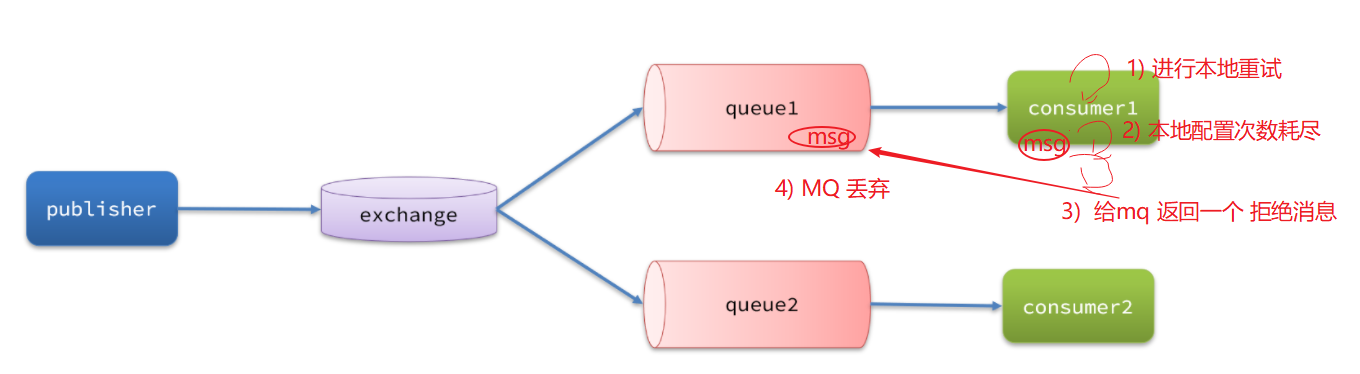 publisher
exchange
queue1
msg
4) MQ 丢弃
consumer1
msg
1) 进行本地重试
2) 本地配置次数耗尽
3) 给mq 返回一个 拒绝消息
queue2
consumer2